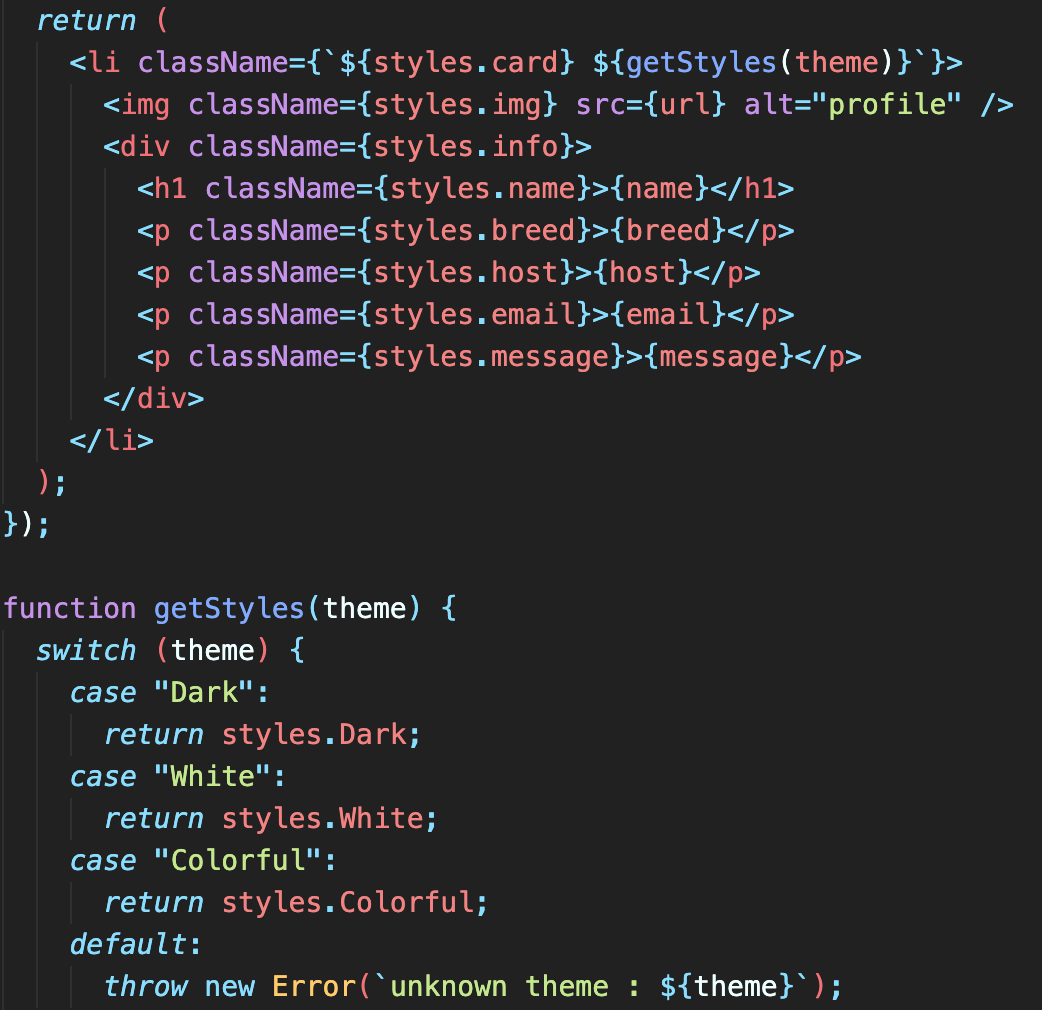 return (
<li className={`${styles.card} ${getStyles(theme)}`}>
<img className={styles.img} src={url} alt="profile" />
<div className={styles.info}>
<h1 className={styles.name}>{name}</h1>
<p className={styles.breed}>{breed}</p>
<p className={styles.host}>{host}</p>
<p className={styles.email}>{email}</p>
<p className={styles.message}>{message}</p>
</div>
</li>
);
});
function getStyles(theme) {
switch (theme) {
case "Dark":
return styles.Dark;
case "White":
return styles.White;
case "Colorful":
return styles.Colorful;
default:
throw new Error(`unknown theme : ${theme}`);